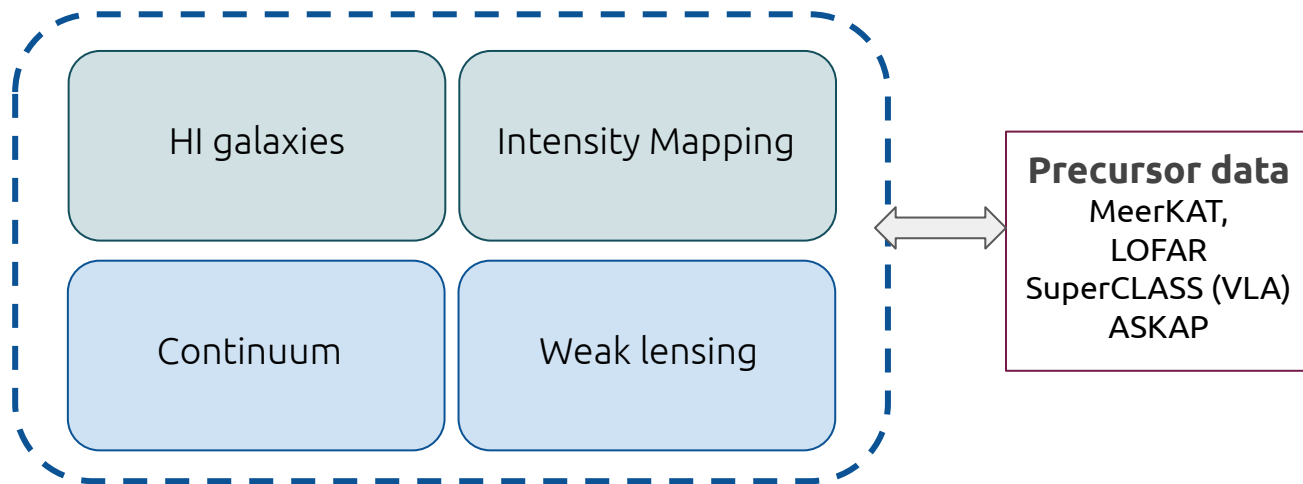 HI galaxies
Intensity Mapping
Continuum
Weak lensing
Precursor data
MeerKAT,
LOFAR
SuperCLASS (VLA)
ASKAP